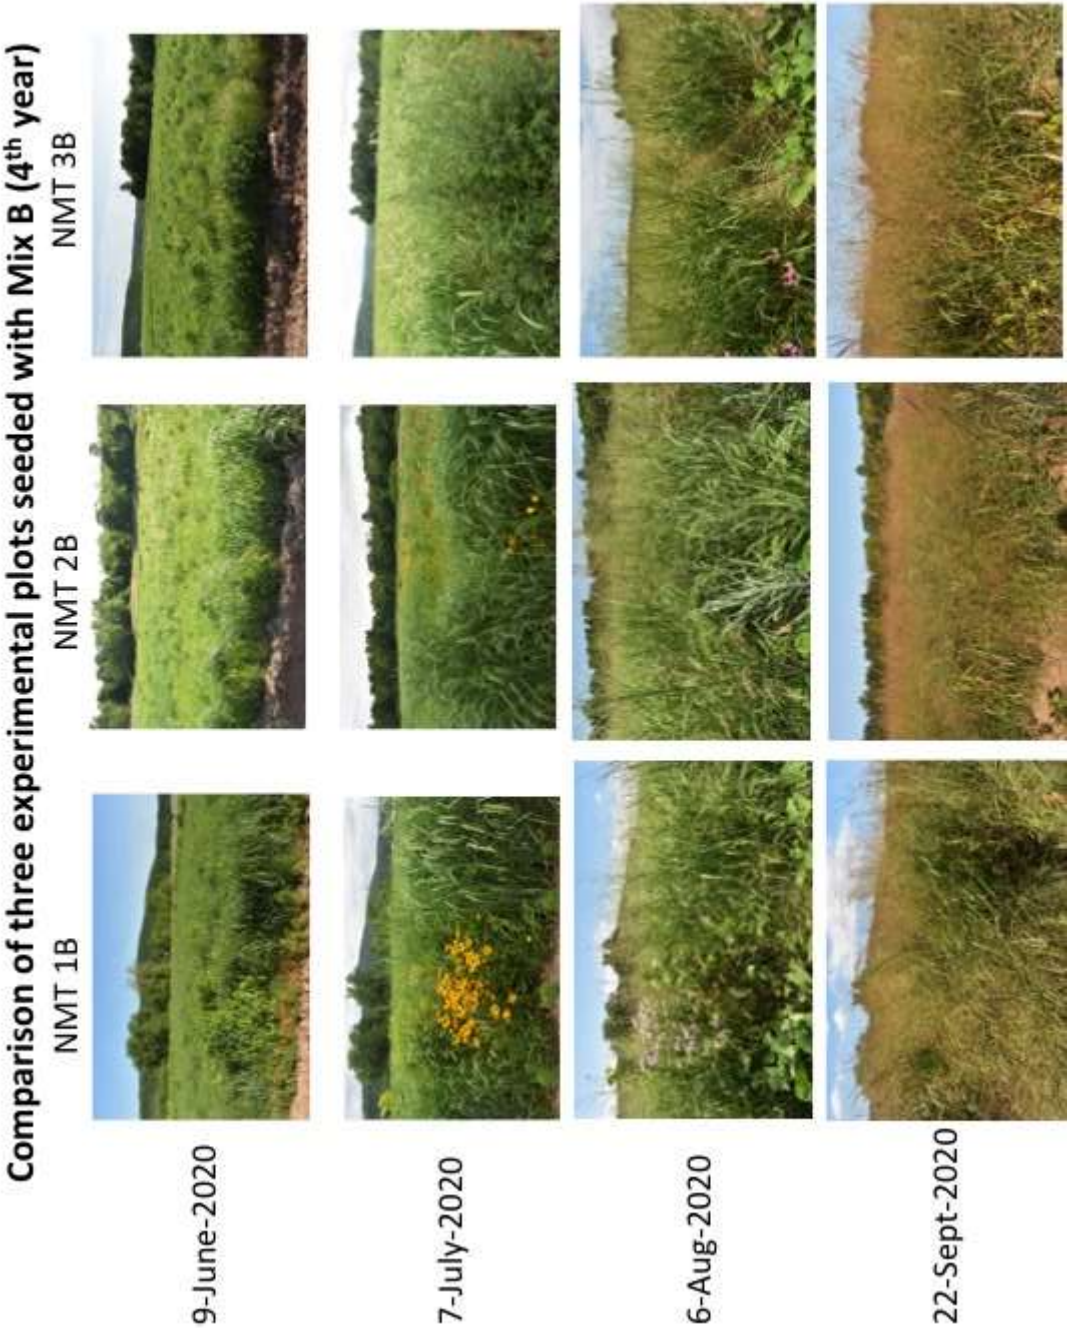 Comparison of three experimental plots seeded with Mix B (4th year)
NMT 1B NMT 2B NMT 3B
9-June-2020
7-July-2020
6-Aug-2020
22-Sept-2020